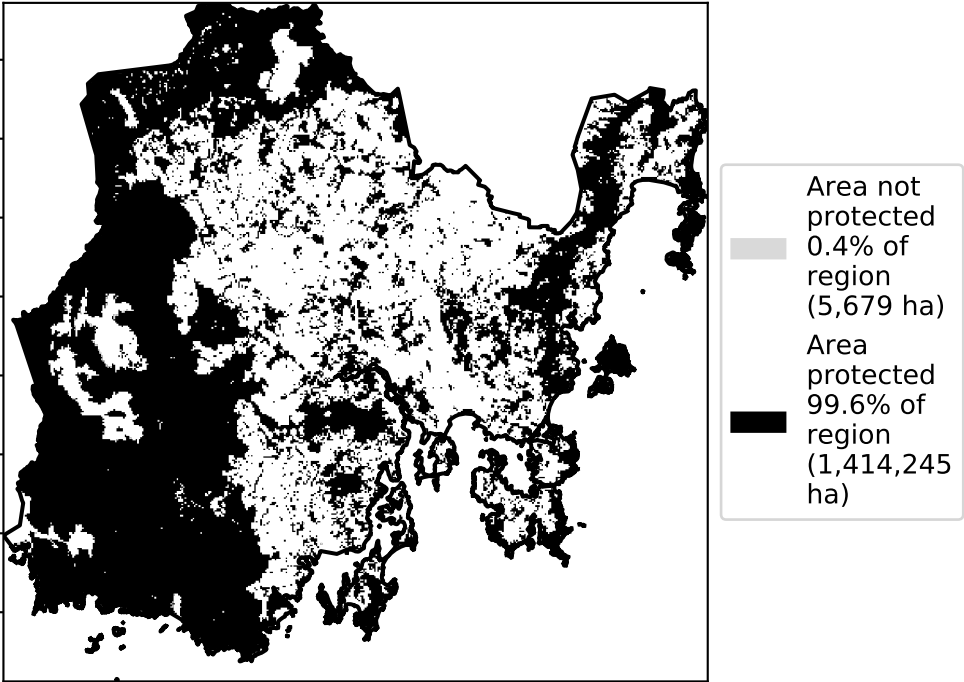 Area not
protected
0.4% of
region
(5,679 ha)
Area
protected
99.6% of
region
(1,414,245
ha)